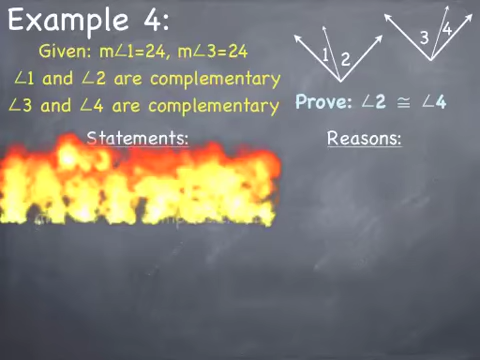 Example 4:
Given: m∠1=24, m∠3=24
∠1 and ∠2 are complementary
∠3 and ∠4 are complementary
1 2
3 4
Prove: ∠2 ≅ ∠4
Statements:
Reasons: